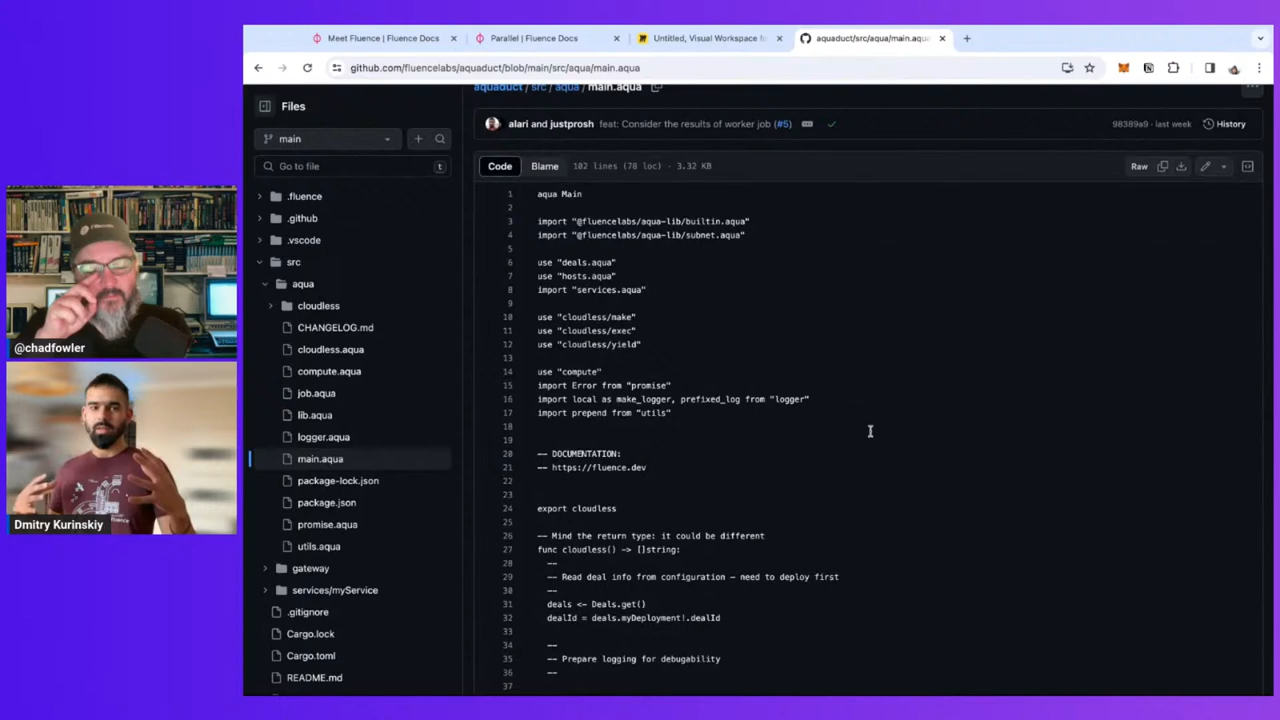 Meet Fluence | Fluence Docs
Parallel | Fluence Docs
Untitled, Visual Workspace fo
aquaduct/src/aqua/main.aqua
github.com/fluencelabs/aquaduct/blob/main/src/aqua/main.aqua
Files
main
Go to file
t
.fluence
.github
.vscode
src
aqua
cloudless
CHANGELOG.md
cloudless.aqua
compute.aqua
job.aqua
lib.aqua
logger.aqua
main.aqua
package-lock.json
package.json
promise.aqua
utils.aqua
gateway
services/myService
.gitignore
Cargo.lock
Cargo.toml
README.md
aquaduct / src / aqua / main.aqua
alari and justprosh feat: Consider the results of worker job (#5)
98389a9 · last week
History
Code
Blame
102 lines (78 loc) · 3.32 KB
Raw
1 aqua Main
2
3 import "@fluencelabs/aqua-lib/builtin.aqua"
4 import "@fluencelabs/aqua-lib/subnet.aqua"
5
6 use "deals.aqua"
7 use "hosts.aqua"
8 import "services.aqua"
9
10 use "cloudless/make"
11 use "cloudless/exec"
12 use "cloudless/yield"
13
14 use "compute"
15 import Error from "promise"
16 import local as make_logger, prefixed_log from "logger"
17 import prepend from "utils"
18
19
20 -- DOCUMENTATION:
21 -- https://fluence.dev
22
23
24 export cloudless
25
26 -- Mind the return type: it could be different
27 func cloudless() -> []string:
28 --
29 -- Read deal info from configuration – need to deploy first
30 --
31 deals <- Deals.get()
32 dealId = deals.myDeployment!.dealId
33
34 --
35 -- Prepare logging for debugability
36 --
37
@chadfowler
Dmitry Kurinskiy